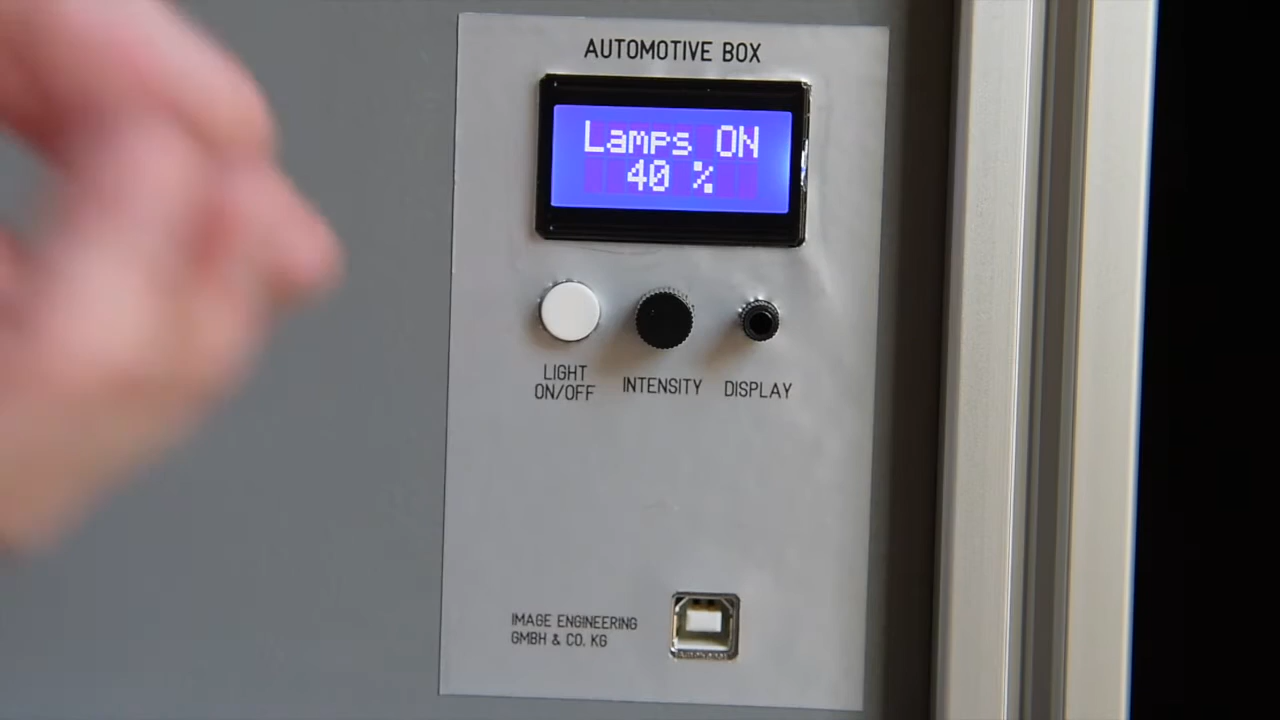 AUTOMOTIVE BOX
Lamps ON
40 %
LIGHT
ON/OFF
INTENSITY
DISPLAY
IMAGE ENGINEERING
GMBH & CO. KG